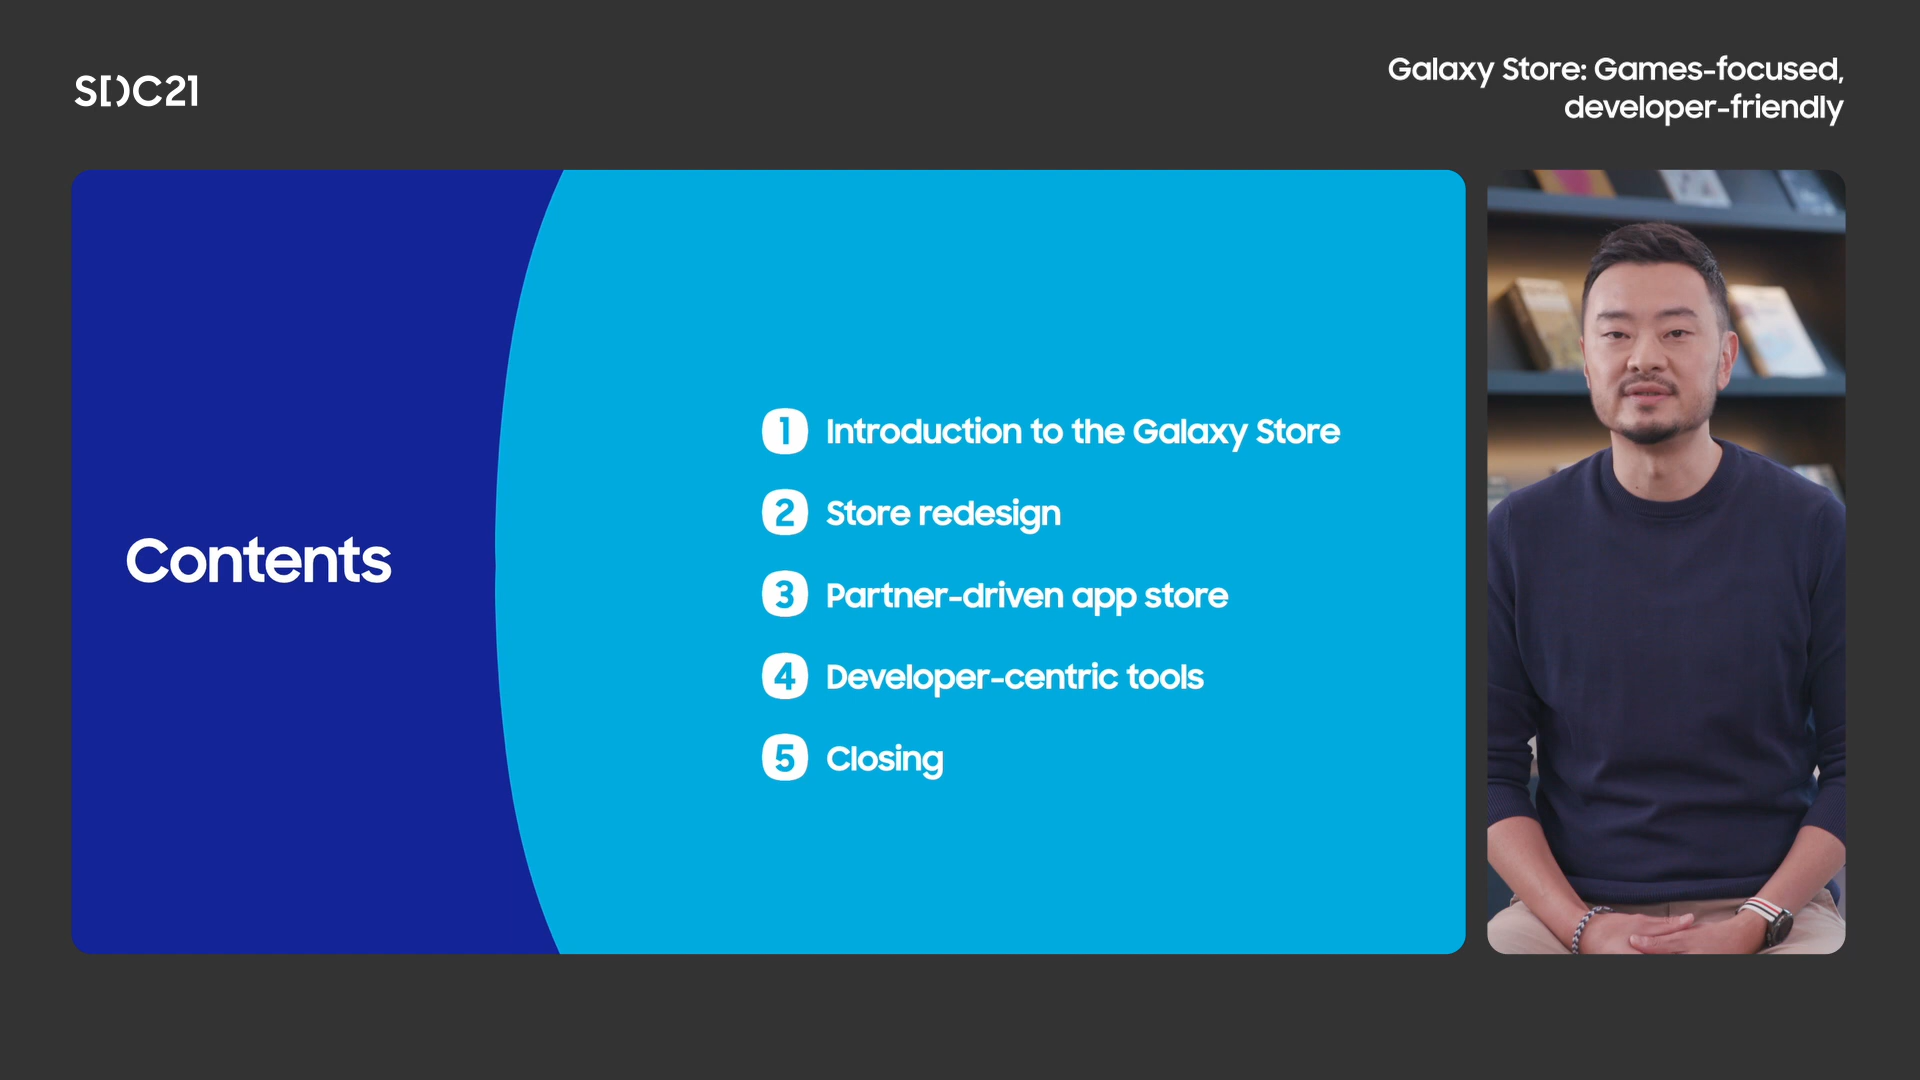 SDC21
Galaxy Store: Games-focused,
developer-friendly
Contents
1 Introduction to the Galaxy Store
2 Store redesign
3 Partner-driven app store
4 Developer-centric tools
5 Closing